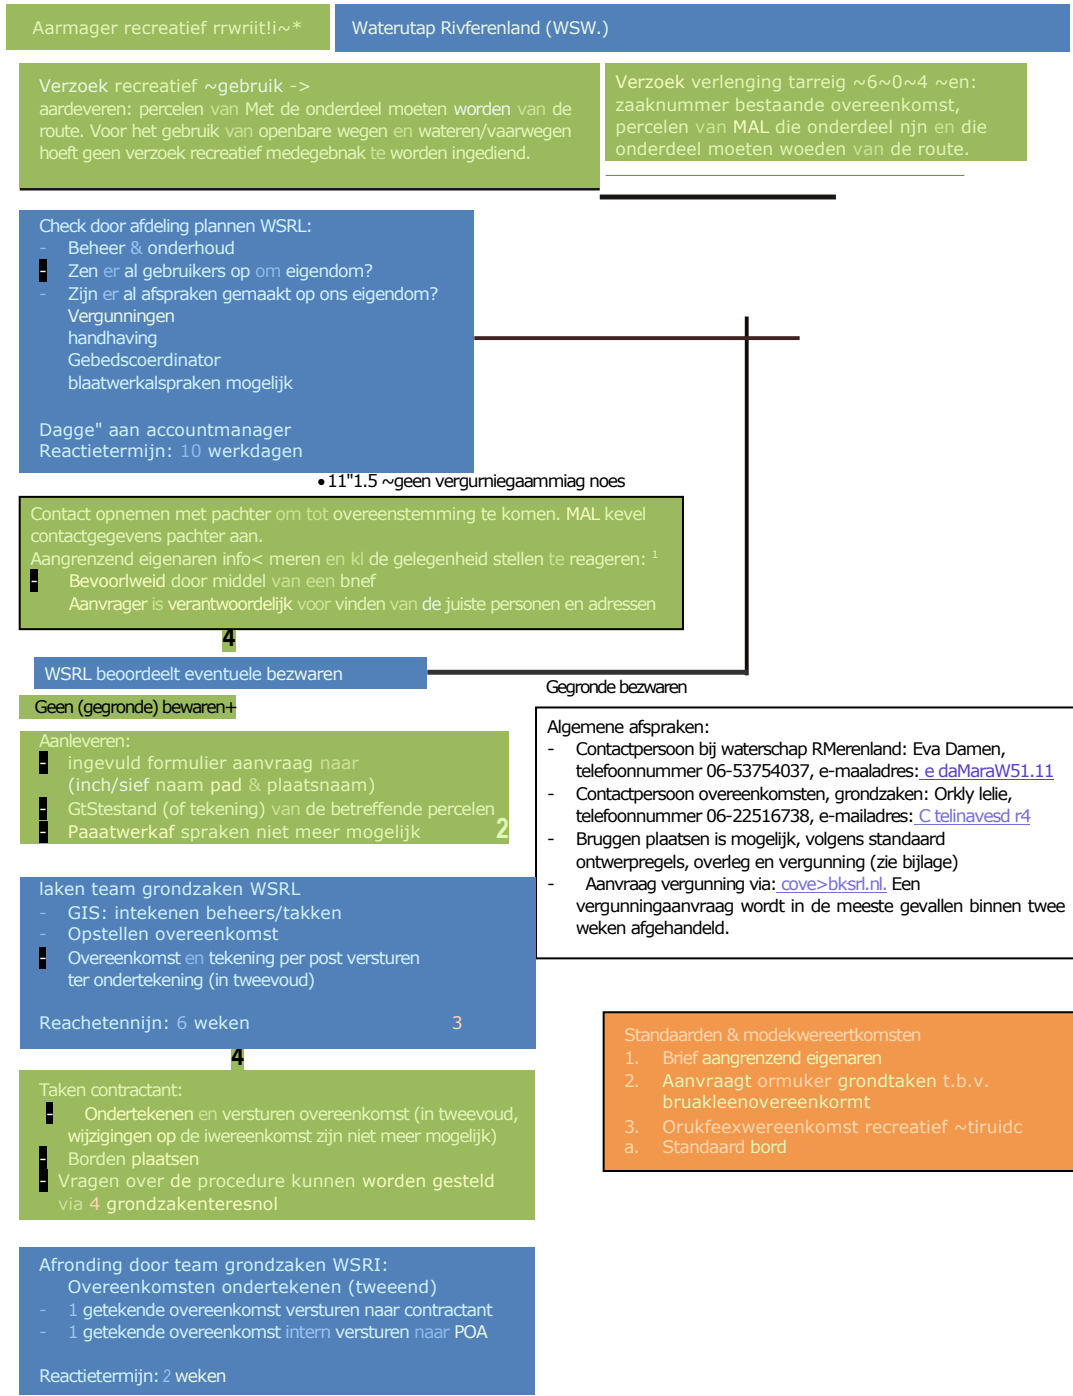 Aarmager recreatief rrwriit!i~*
Waterutap Rivferenland (WSW.)
Verzoek recreatief ~gebruik ->
aardeveren: percelen van Met de onderdeel moeten worden van de
route. Voor het gebruik van openbare wegen en wateren/vaarwegen
hoeft geen verzoek recreatief medegebnak te worden ingediend.
Verzoek verlenging tarreig ~6~0~4 ~en:
zaaknummer bestaande overeenkomst,
percelen van MAL die onderdeel njn en die
onderdeel moeten woeden van de route.
Check door afdeling plannen WSRL:
- Beheer & onderhoud
- Zen er al gebruikers op om eigendom?
- Zijn er al afspraken gemaakt op ons eigendom?
Vergunningen
handhaving
Gebedscoerdinator
blaatwerkalspraken mogelijk
Dagge" aan accountmanager
Reactietermijn: 10 werkdagen
• 11"1.5 ~geen vergurniegaammiag noes
Contact opnemen met pachter om tot overeenstemming te komen. MAL kevel
contactgegevens pachter aan.
Aangrenzend eigenaren info< meren en kl de gelegenheid stellen te reageren: 1
- Bevoorlweid door middel van een bnef
Aanvrager is verantwoordelijk voor vinden van de juiste personen en adressen
4
WSRL beoordeelt eventuele bezwaren
Gegronde bezwaren
Geen (gegronde) bewaren+
Aanleveren:
- ingevuld formulier aanvraag naar
(inch/sief naam pad & plaatsnaam)
- GtStestand (of tekening) van de betreffende percelen
- Paaatwerkaf spraken niet meer mogelijk 2
Algemene afspraken:
- Contactpersoon bij waterschap RMerenland: Eva Damen,
telefoonnummer 06-53754037, e-maaladres: e daMaraW51.11
- Contactpersoon overeenkomsten, grondzaken: Orkly lelie,
telefoonnummer 06-22516738, e-mailadres: C telinavesd r4
- Bruggen plaatsen is mogelijk, volgens standaard
ontwerpregels, overleg en vergunning (zie bijlage)
- Aanvraag vergunning via: cove>bksrl.nl. Een
vergunningaanvraag wordt in de meeste gevallen binnen twee
weken afgehandeld.
laken team grondzaken WSRL
- GIS: intekenen beheers/takken
- Opstellen overeenkomst
- Overeenkomst en tekening per post versturen
ter ondertekening (in tweevoud)
Reachetennijn: 6 weken 3
4
Taken contractant:
- Ondertekenen en versturen overeenkomst (in tweevoud,
wijzigingen op de iwereenkomst zijn niet meer mogelijk)
- Borden plaatsen
- Vragen over de procedure kunnen worden gesteld
via 4 grondzakenteresnol
Standaarden & modekwereertkomsten
1. Brief aangrenzend eigenaren
2. Aanvraagt ormuker grondtaken t.b.v.
bruakleenovereenkormt
3. Orukfeexwereenkomst recreatief ~tiruidc
a. Standaard bord
Afronding door team grondzaken WSRI:
Overeenkomsten ondertekenen (tweeend)
- 1 getekende overeenkomst versturen naar contractant
- 1 getekende overeenkomst intern versturen naar POA
Reactietermijn: 2 weken